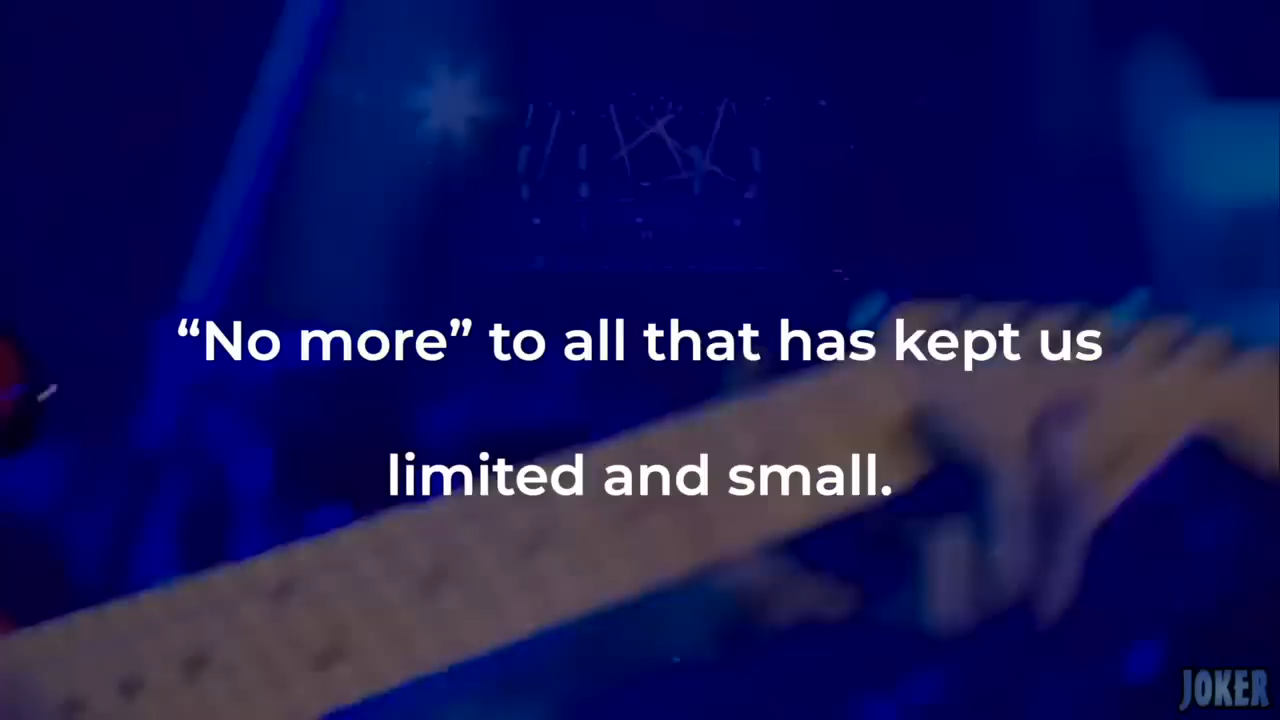 “No more” to all that has kept us
limited and small.
JOKER